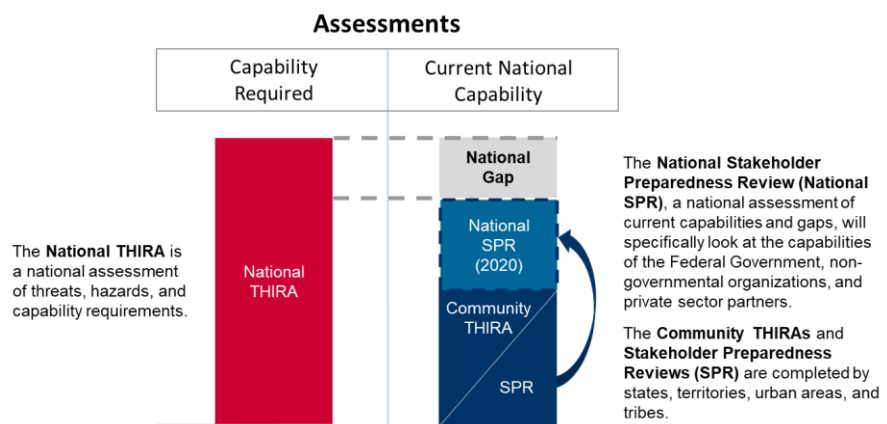 Assessments
Capability
Required
Current National
Capability
The National THIRA is
a national assessment
of threats, hazards, and
capability requirements.
National
THIRA
National
Gap
National
SPR
(2020)
Community
THIRA
SPR
The National Stakeholder
Preparedness Review (National
SPR), a national assessment of
current capabilities and gaps, will
specifically look at the capabilities
of the Federal Government, non-
governmental organizations, and
private sector partners.
The Community THIRAs and
Stakeholder Preparedness
Reviews (SPR) are completed by
states, territories, urban areas, and
tribes.